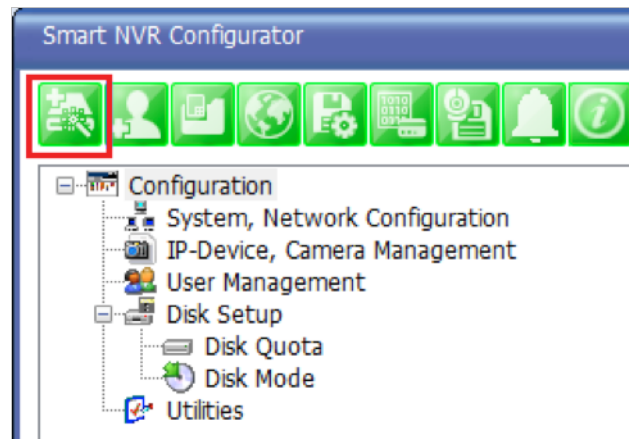 Smart NVR Configurator
Configuration
System, Network Configuration
IP-Device, Camera Management
User Management
Disk Setup
Disk Quota
Disk Mode
Utilities